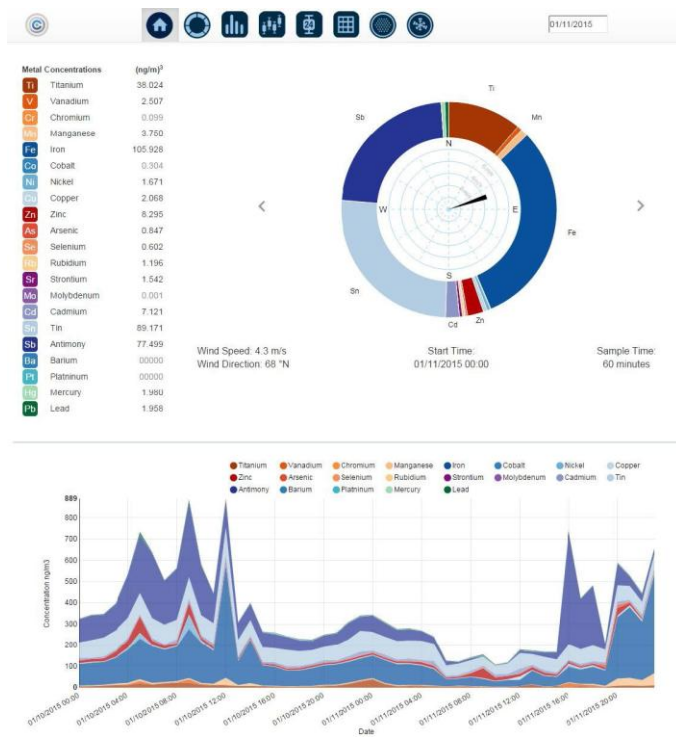 C
24
01/11/2015
Metal Concentrations (ng/m)³
Ti Titanium 38.024
V Vanadium 2.507
Cr Chromium 0.099
Mn Manganese 3.760
Fe Iron 105.928
Co Cobalt 0.304
Ni Nickel 1.671
Cu Copper 2.068
Zn Zinc 8.295
As Arsenic 0.847
Se Selenium 0.602
Rb Rubidium 1.196
Sr Strontium 1.542
Mo Molybdenum 0.001
Cd Cadmium 7.121
Sn Tin 89.171
Sb Antimony 77.499
Ba Barium 00000
Pt Platninum 00000
Hg Mercury 1.980
Pb Lead 1.958
Ti
Sb
Mn
N
W
E
Fe
S
Sn
Cd
Zn
Wind Speed: 4.3 m/s
Wind Direction: 68 °N
Start Time:
01/11/2015 00:00
Sample Time:
60 minutes
Titanium Vanadium Chromium Manganese Iron Cobalt Nickel Copper
Zinc Arsenic Selenium Rubidium Strontium Molybdenum Cadmium Tin
Antimony Barium Platninum Mercury Lead
889
800
700
600
500
400
300
200
100
0
Concentration ng/m3
01/10/2015 00:00
01/10/2015 04:00
01/10/2015 08:00
01/10/2015 12:00
01/10/2015 16:00
01/10/2015 20:00
01/11/2015 00:00
01/11/2015 04:00
01/11/2015 08:00
01/11/2015 12:00
01/11/2015 16:00
01/11/2015 20:00
Date